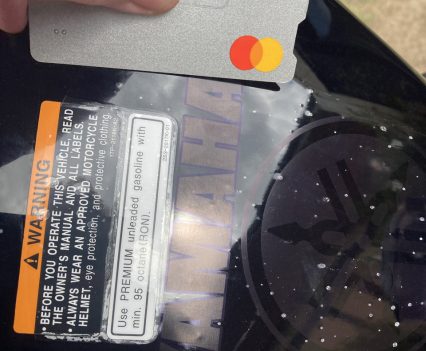 WARNING
• BEFORE YOU OPERATE THIS VEHICLE, READ
THE OWNER'S MANUAL AND ALL LABELS.
• ALWAYS WEAR AN APPROVED MOTORCYCLE
HELMET, eye protection, and protective clothing.
Use PREMIUM unleaded gasoline with
min. 95 octane(RON).
YAMAHA